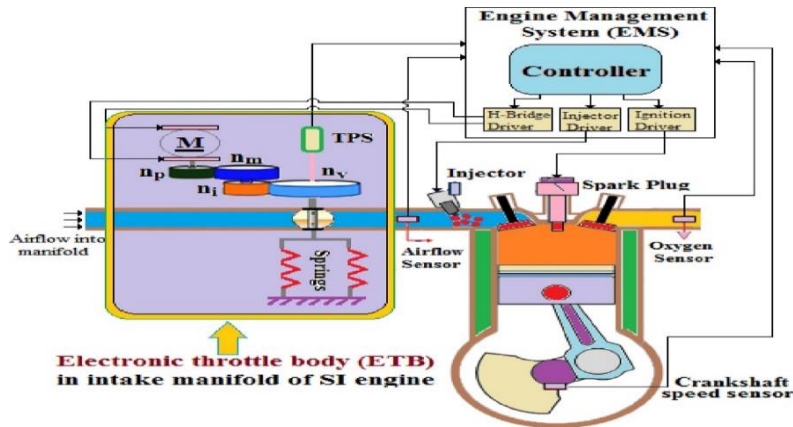 Engine Management
System (EMS)
Controller
H-Bridge
Driver
Injector
Driver
Ignition
Driver
TPS
M
n_m
n_p
n_i
n_v
Injector
Spark Plug
Airflow into
manifold
Airflow
Sensor
Oxygen
Sensor
Springs
Electronic throttle body (ETB)
in intake manifold of SI engine
Crankshaft
speed sensor